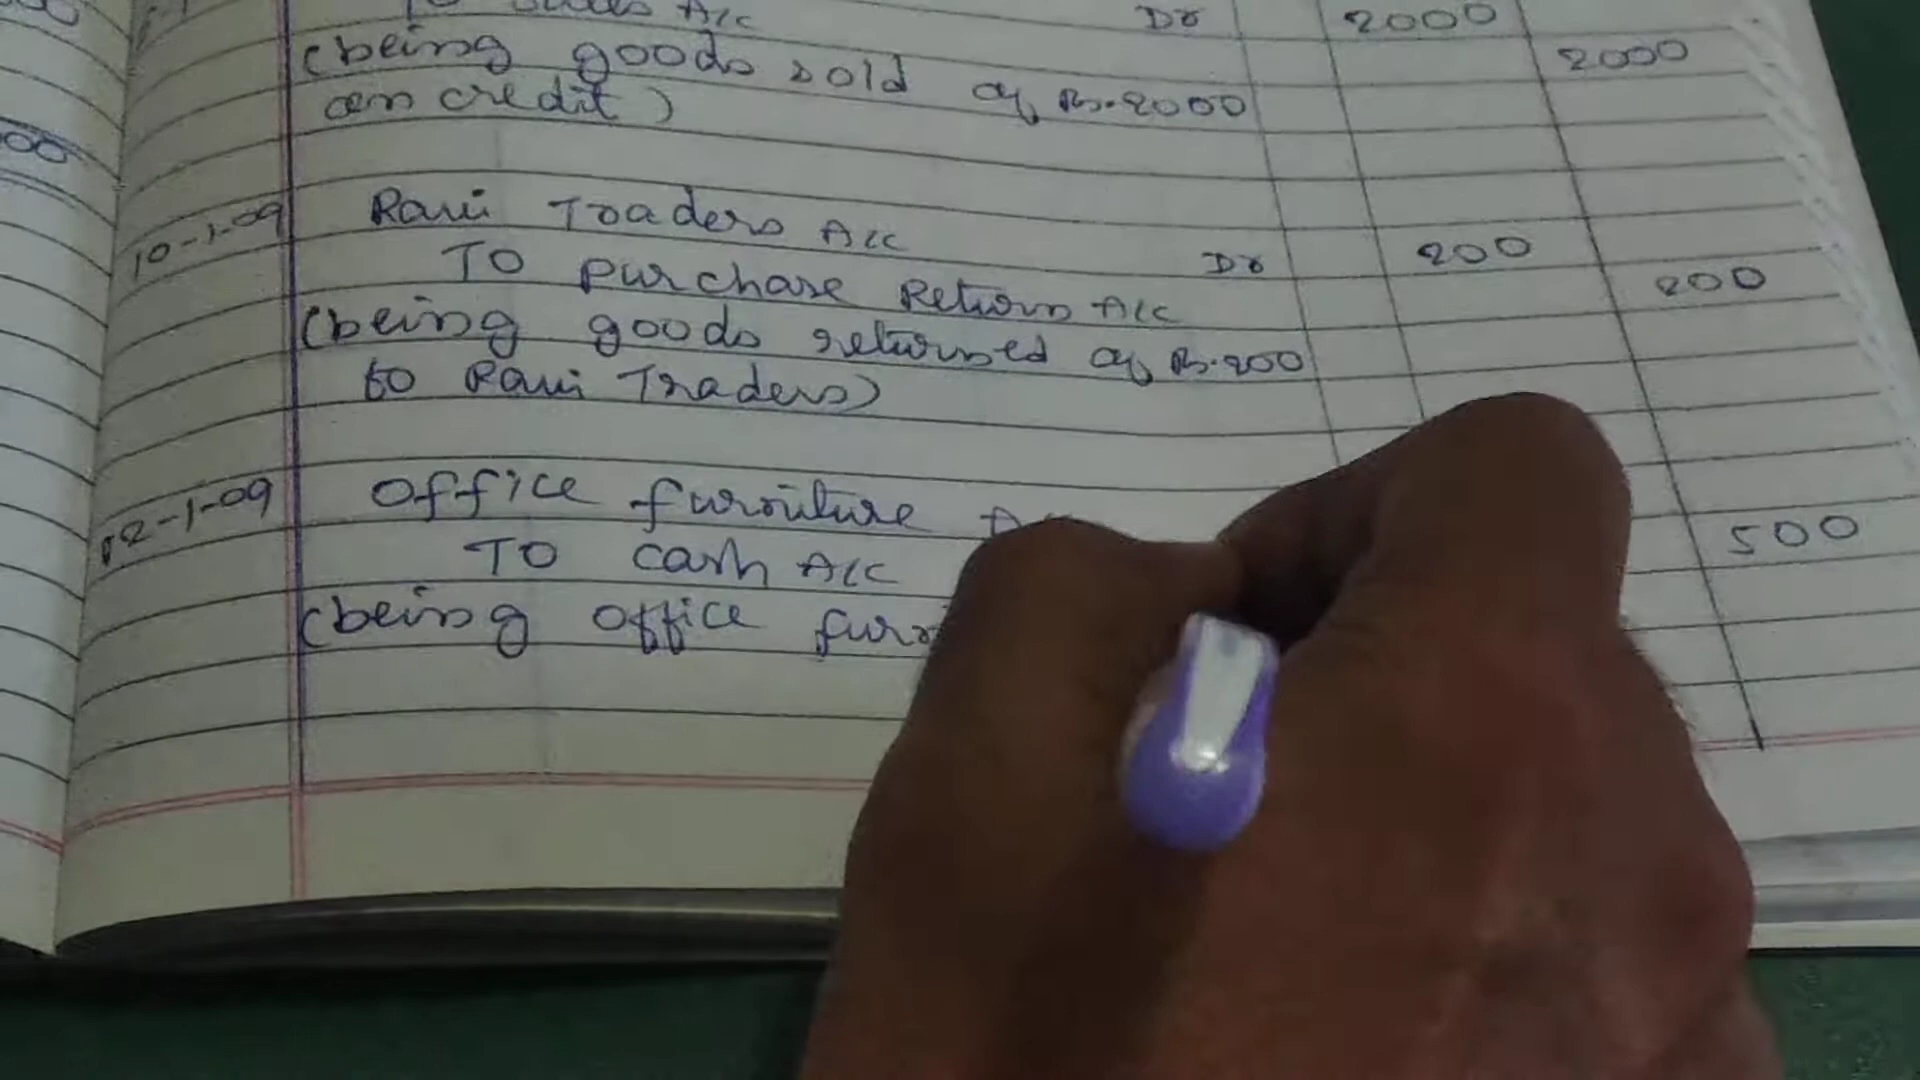 To Sales A/c Dr 2000
(being goods sold of Rs. 2000 2000
on credit)
10-1-09 Ravi Traders A/c Dr 200
To Purchase Return A/c 200
(being goods returned of Rs. 200
to Ravi Traders)
12-1-09 Office furniture
To cash A/c 500
(being office